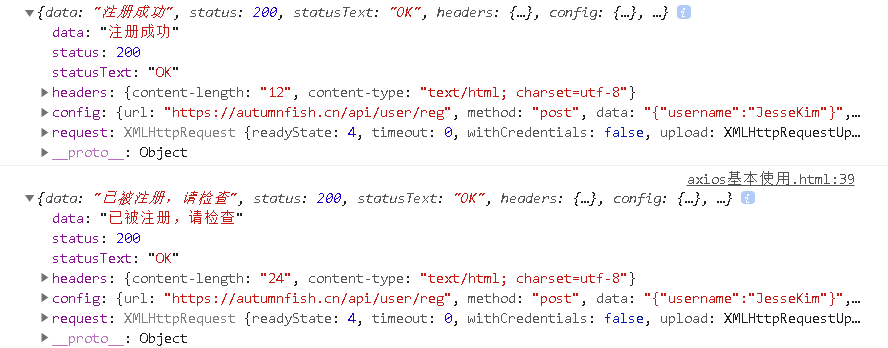 ▼{data: "注册成功", status: 200, statusText: "OK", headers: {…}, config: {…}, …} i
data: "注册成功"
status: 200
statusText: "OK"
▶headers: {content-length: "12", content-type: "text/html; charset=utf-8"}
▶config: {url: "https://autumnfish.cn/api/user/reg", method: "post", data: "{"username":"JesseKim"}",…
▶request: XMLHttpRequest {readyState: 4, timeout: 0, withCredentials: false, upload: XMLHttpRequestUp…
▶__proto__: Object
axios基本使用.html:39
▼{data: "已被注册，请检查", status: 200, statusText: "OK", headers: {…}, config: {…}, …} i
data: "已被注册，请检查"
status: 200
statusText: "OK"
▶headers: {content-length: "24", content-type: "text/html; charset=utf-8"}
▶config: {url: "https://autumnfish.cn/api/user/reg", method: "post", data: "{"username":"JesseKim"}",…
▶request: XMLHttpRequest {readyState: 4, timeout: 0, withCredentials: false, upload: XMLHttpRequestUp…
▶__proto__: Object